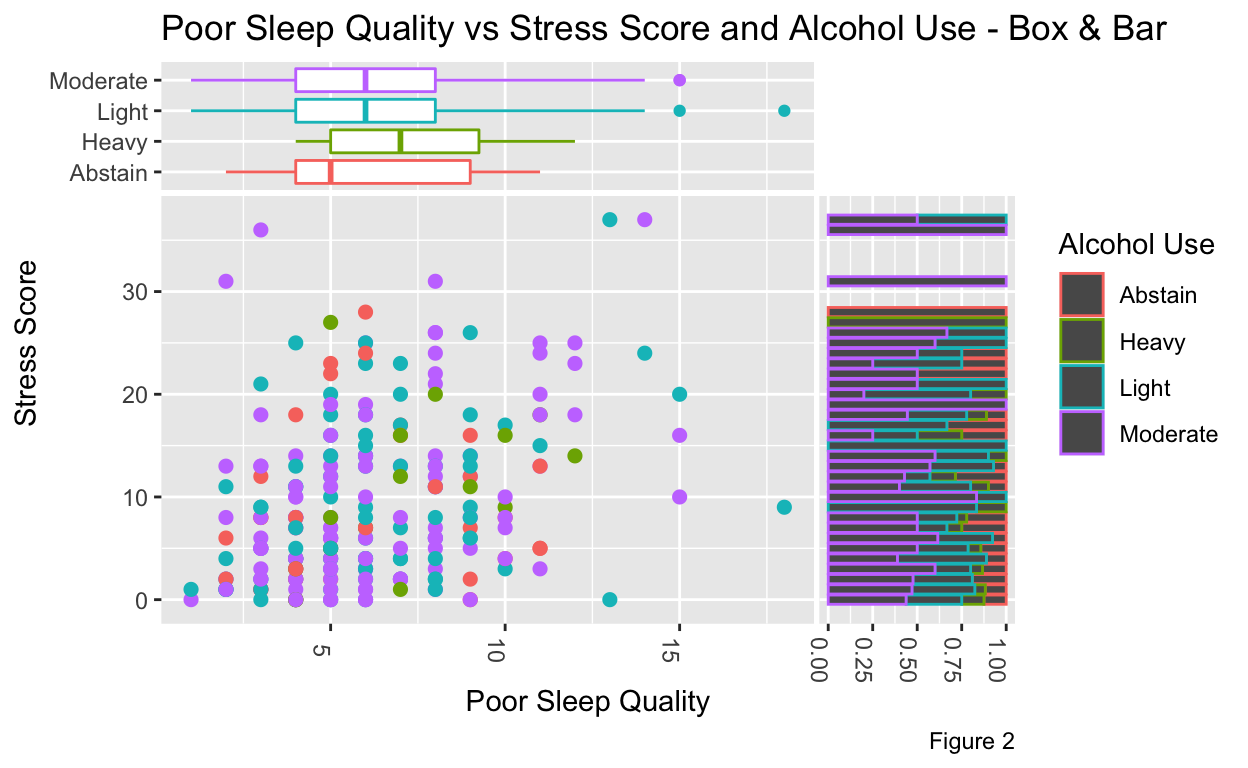 Poor Sleep Quality vs Stress Score and Alcohol Use - Box & Bar
Moderate
Light
Heavy
Abstain
Stress Score
30
20
10
0
5
10
15
Poor Sleep Quality
0.00
0.25
0.50
0.75
1.00
Alcohol Use
Abstain
Heavy
Light
Moderate
Figure 2